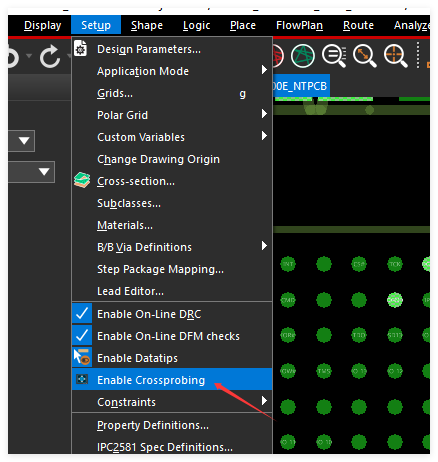 Display Setup Shape Logic Place FlowPlan Route Analyze
Design Parameters...
Application Mode
Grids... g
Polar Grid
Custom Variables
Change Drawing Origin
Cross-section...
Subclasses...
Materials...
B/B Via Definitions
Step Package Mapping...
Lead Editor...
Enable On-Line DRC
Enable On-Line DFM checks
Enable Datatips
Enable Crossprobing
Constraints
Property Definitions...
IPC2581 Spec Definitions...
00E_NTPCB
TCK